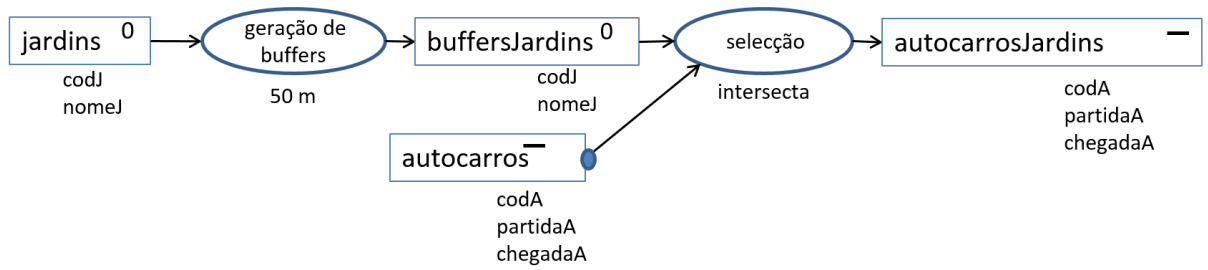 jardins 0
codJ
nomeJ
geração de
buffers
50 m
buffersJardins 0
codJ
nomeJ
autocarros
codA
partidaA
chegadaA
selecção
intersecta
autocarrosJardins
codA
partidaA
chegadaA